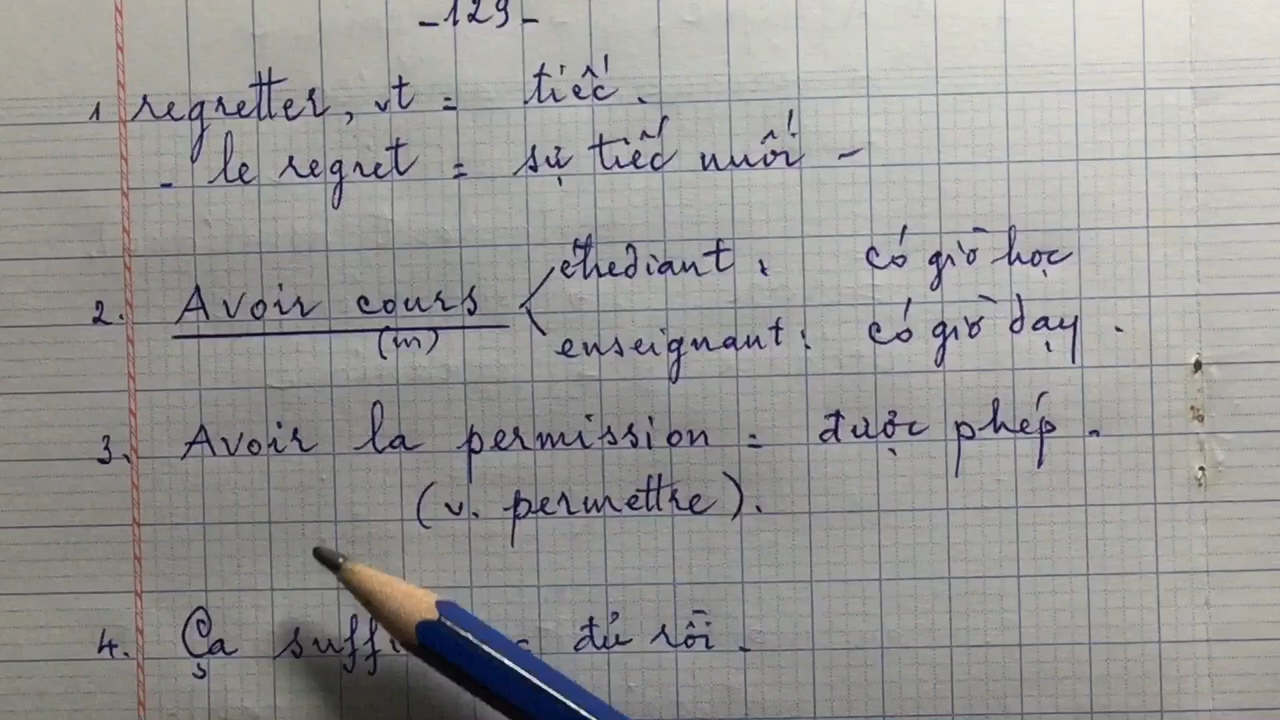 -129-
1 regretter, vt = tiếc.
- le regret = sự tiếc nuối -
étudiant : có giờ học
2. Avoir cours
(m)
enseignant : có giờ dạy.
3. Avoir la permission = được phép.
(v. permettre).
4. Ça = đủ rồi.